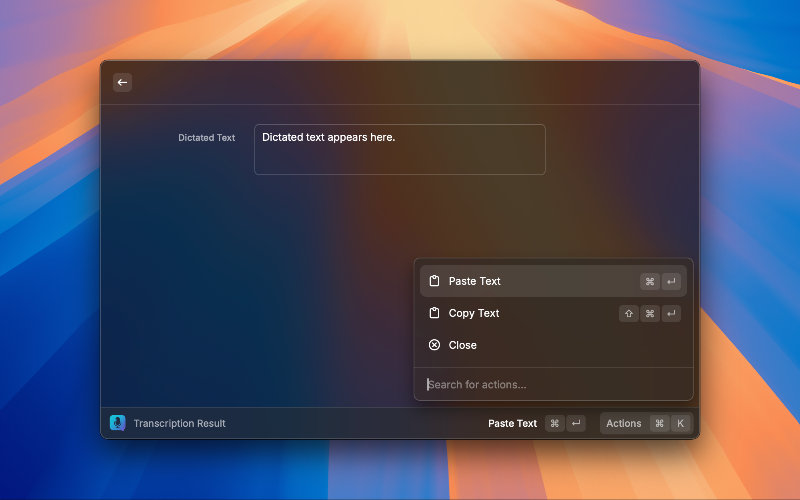 Dictated Text
Dictated text appears here.
Paste Text ⌘ ↵
Copy Text ⇧ ⌘ ↵
Close
Search for actions...
Transcription Result
Paste Text ⌘ ↵
Actions ⌘ K